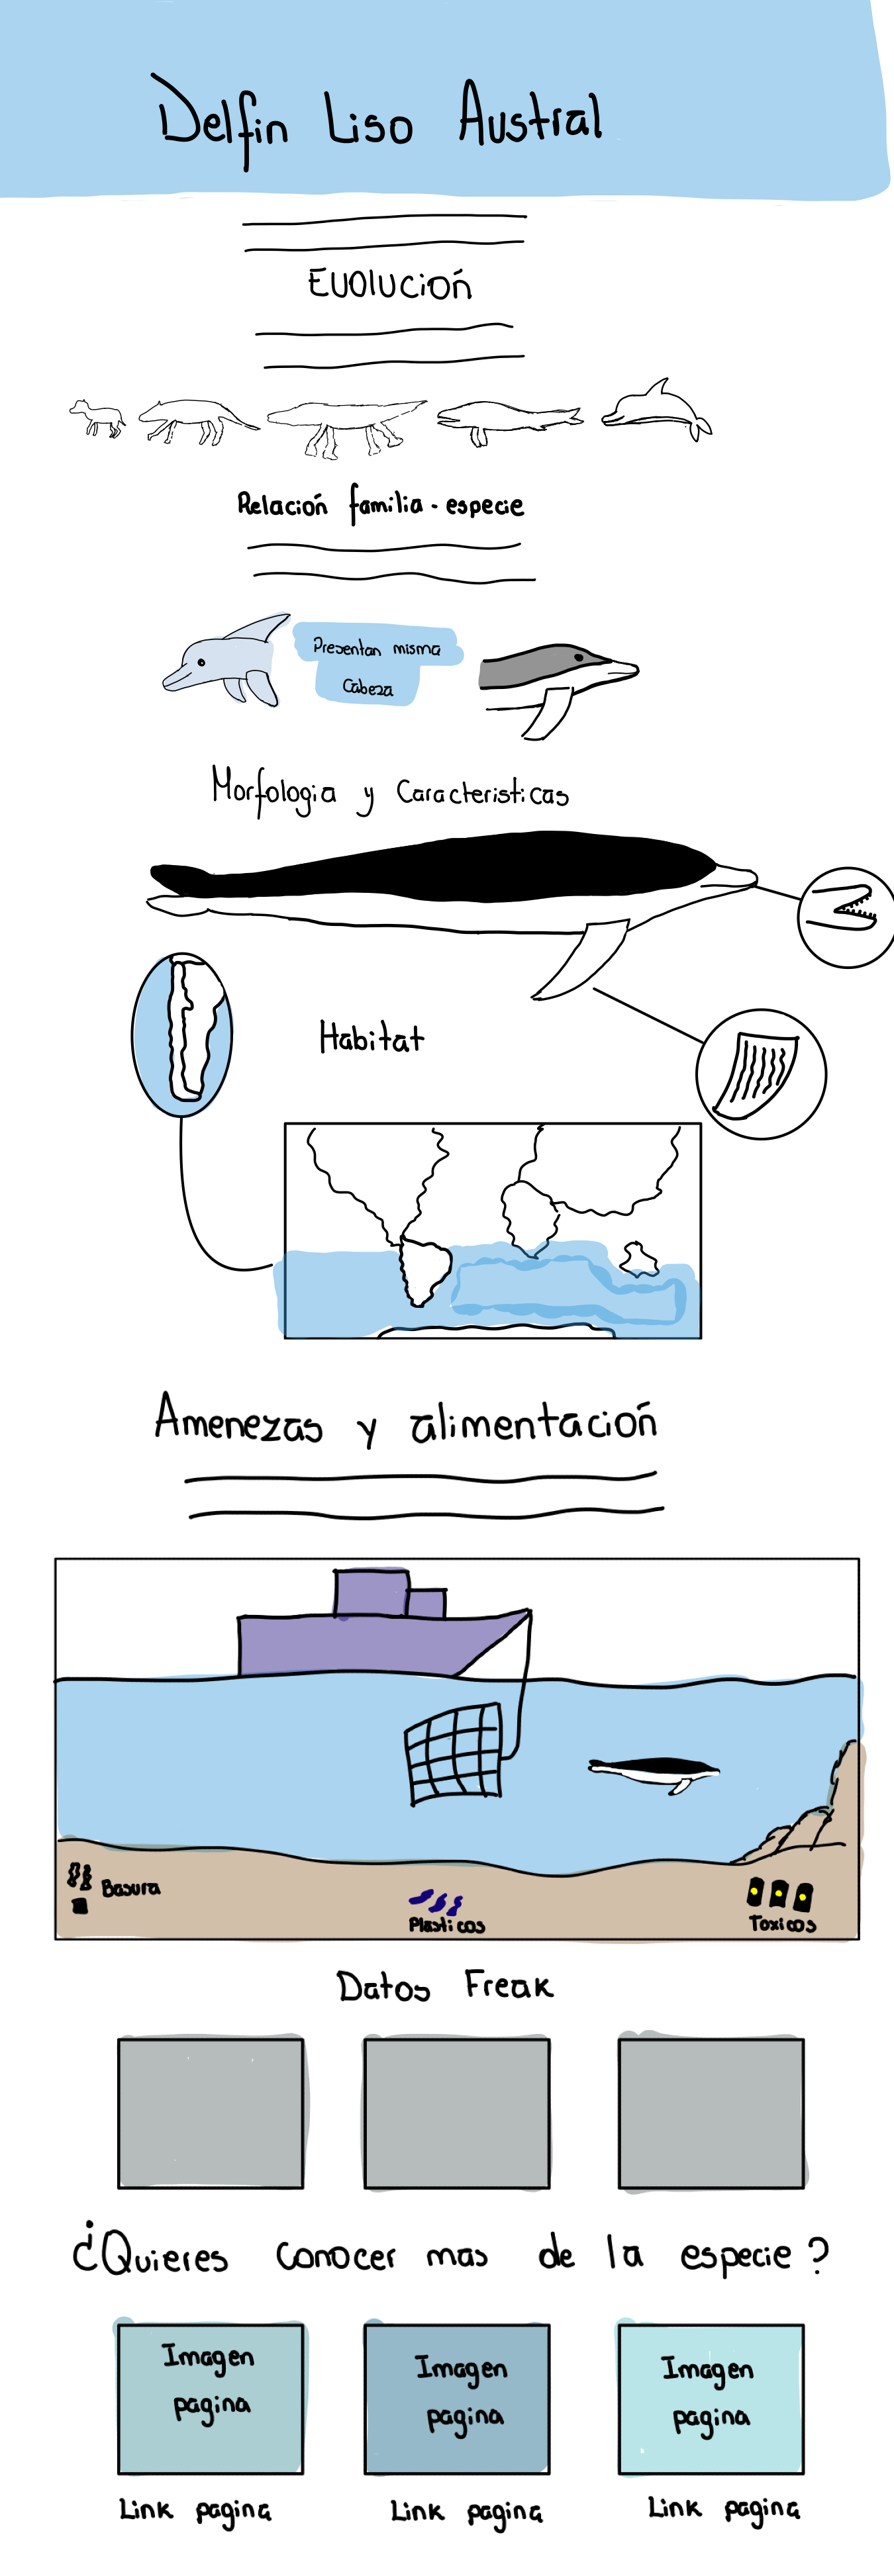 Delfin Liso Austral
Evolución
Relación familia - especie
Presentan misma
Cabeza
Morfologia y Caracteristicas
Habitat
Amenezas y alimentación
Basura
Plasticos
Toxicos
Datos Freak
¿Quieres conocer mas de la especie?
Imagen
pagina
Imagen
pagina
Imagen
pagina
Link pagina
Link pagina
Link pagina